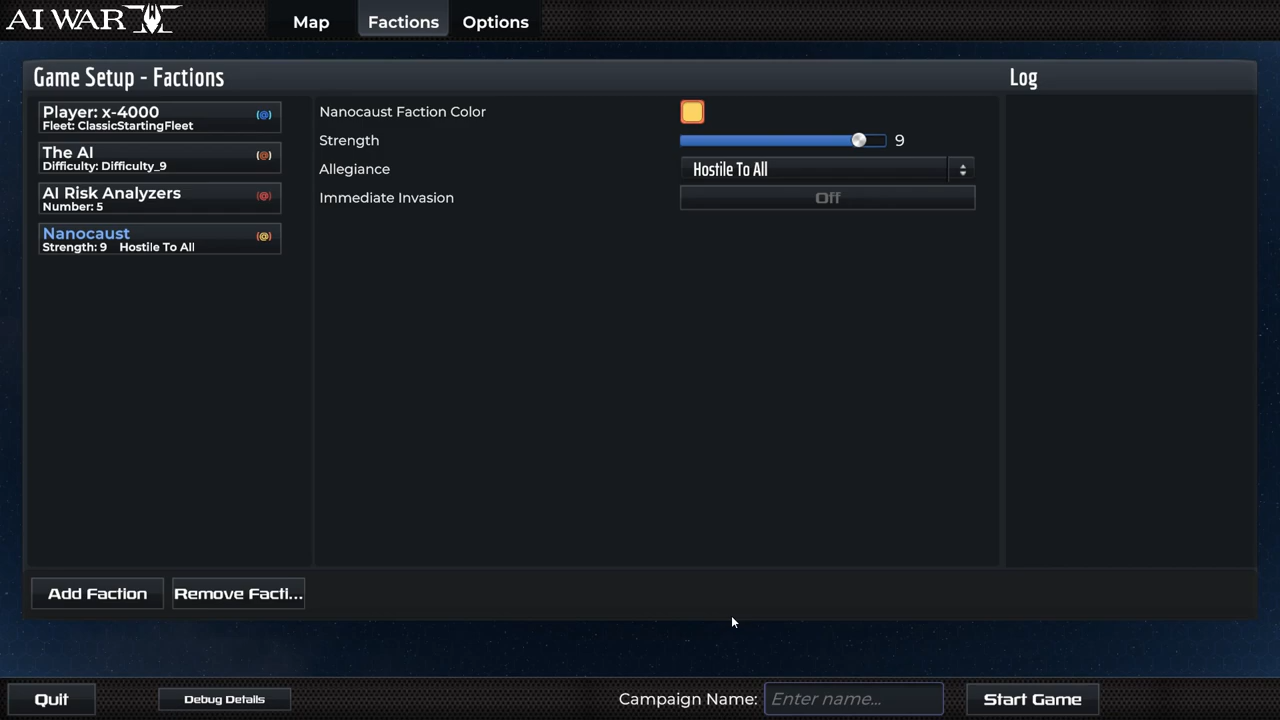 AI WAR II
Map
Factions
Options
Game Setup - Factions
Log
Player: x-4000
Fleet: ClassicStartingFleet
The AI
Difficulty: Difficulty_9
AI Risk Analyzers
Number: 5
Nanocaust
Strength: 9 Hostile To All
Nanocaust Faction Color
Strength
9
Allegiance
Hostile To All
Immediate Invasion
Off
Add Faction
Remove Facti...
Quit
Debug Details
Campaign Name:
Enter name...
Start Game